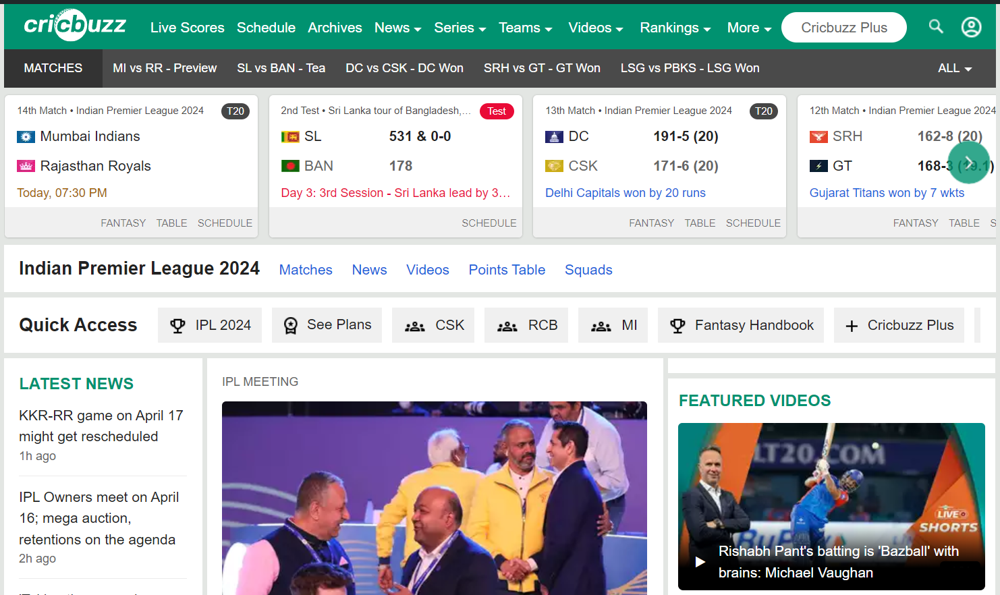 cricbuzz Live Scores Schedule Archives News Series Teams Videos Rankings More Cricbuzz Plus
MATCHES MI vs RR - Preview SL vs BAN - Tea DC vs CSK - DC Won SRH vs GT - GT Won LSG vs PBKS - LSG Won ALL
14th Match • Indian Premier League 2024 T20
Mumbai Indians
Rajasthan Royals
Today, 07:30 PM
FANTASY TABLE SCHEDULE
2nd Test • Sri Lanka tour of Bangladesh,... Test
SL 531 & 0-0
BAN 178
Day 3: 3rd Session - Sri Lanka lead by 3...
SCHEDULE
13th Match • Indian Premier League 2024 T20
DC 191-5 (20)
CSK 171-6 (20)
Delhi Capitals won by 20 runs
FANTASY TABLE SCHEDULE
12th Match • Indian Premier League 2024
SRH 162-8 (20)
GT 168-3 (19.1)
Gujarat Titans won by 7 wkts
FANTASY TABLE S
Indian Premier League 2024 Matches News Videos Points Table Squads
Quick Access IPL 2024 See Plans CSK RCB MI Fantasy Handbook Cricbuzz Plus
LATEST NEWS
KKR-RR game on April 17
might get rescheduled
1h ago
IPL Owners meet on April
16; mega auction,
retentions on the agenda
2h ago
IPL MEETING
FEATURED VIDEOS
LT20.COM
LIVE
SHORTS
RuPay
Rishabh Pant's batting is 'Bazball' with
brains: Michael Vaughan